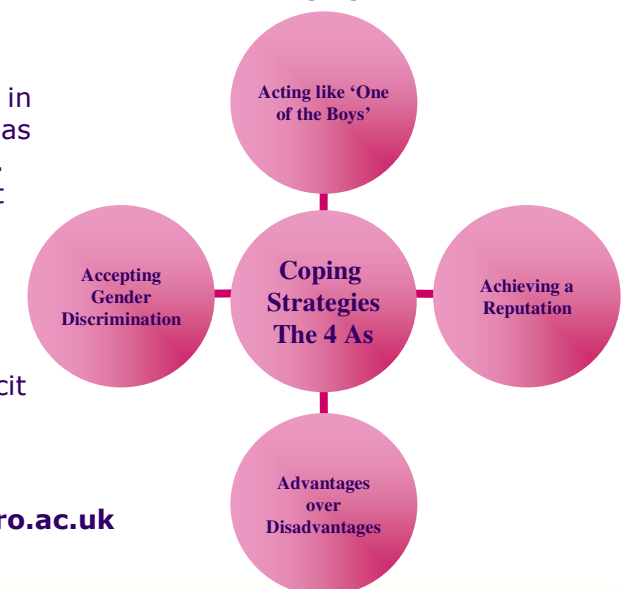 in
as
Acting like ‘One
of the Boys’
Accepting
Gender
Discrimination
Coping
Strategies
The 4 As
Achieving a
Reputation
cit
Advantages
over
Disadvantages
ro.ac.uk